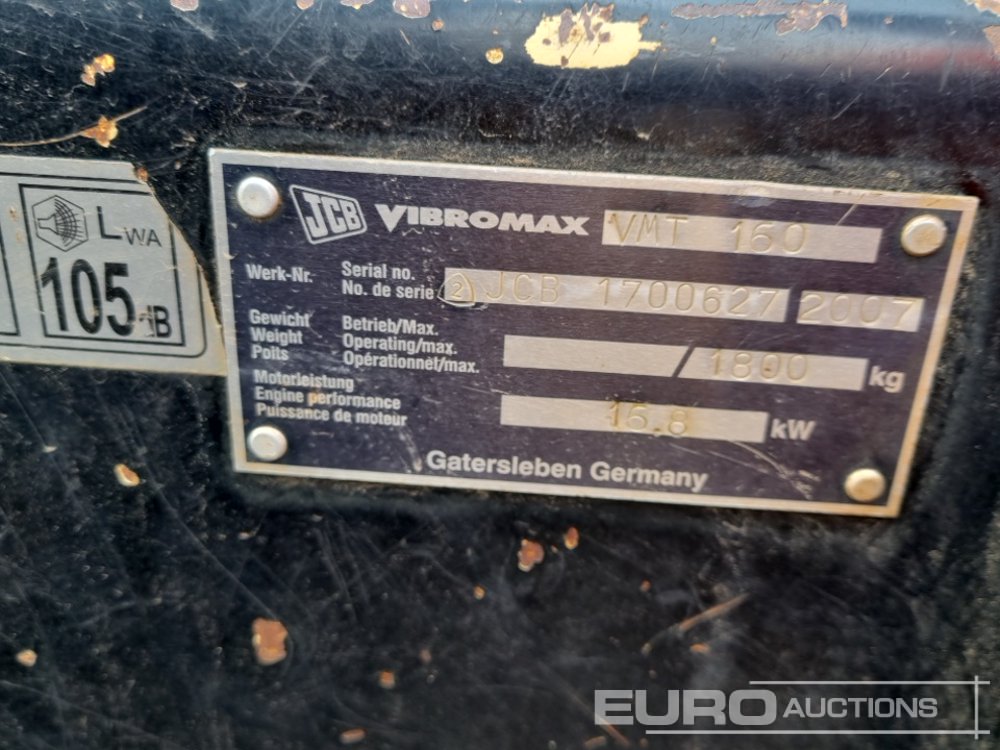 JCB VIBROMAX VMT 160
Werk-Nr. Serial no. No. de serie ② JCB 1700627 / 2007
Gewicht Betrieb/Max.
Weight Operating/max.
Poits Opérationnel/max. / 1800 kg
Motorleistung
Engine performance
Puissance de moteur 15.8 kW
Gatersleben Germany
LWA
105 dB
EURO AUCTIONS